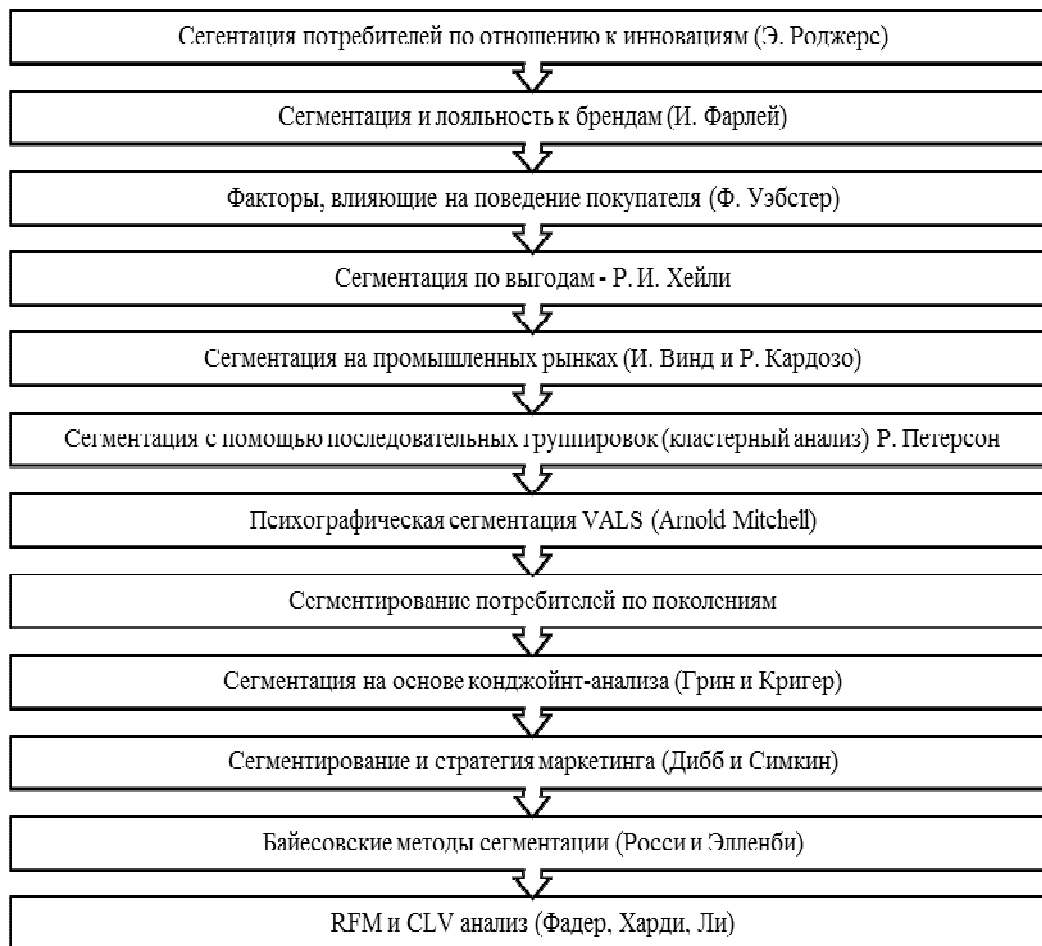 Сегентация потребителей по отношению к инновациям (Э. Роджерс)
Сегментация и лояльность к брендам (И. Фарлей)
Факторы, влияющие на поведение покупателя (Ф. Уэбстер)
Сегментация по выгодам - Р. И. Хейли
Сегментация на промышленных рынках (И. Винд и Р. Кардозо)
Сегментация с помощью последовательных группировок (кластерный анализ) Р. Петерсон
Психографическая сегментация VALS (Arnold Mitchell)
Сегментирование потребителей по поколениям
Сегментация на основе конджойнт-анализа (Грин и Кригер)
Сегментирование и стратегия маркетинга (Дибб и Симкин)
Байесовские методы сегментации (Росси и Элленби)
RFM и CLV анализ (Фадер, Харди, Ли)